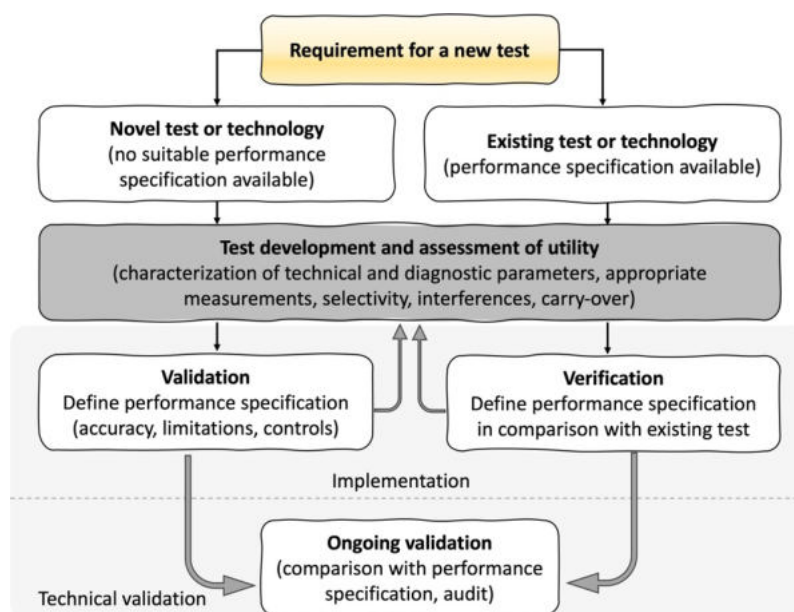 Requirement for a new test
Novel test or technology
(no suitable performance
specification available)
Existing test or technology
(performance specification available)
Test development and assessment of utility
(characterization of technical and diagnostic parameters, appropriate
measurements, selectivity, interferences, carry-over)
Validation
Define performance specification
(accuracy, limitations, controls)
Verification
Define performance specification
in comparison with existing test
Implementation
Ongoing validation
(comparison with performance
specification, audit)
Technical validation